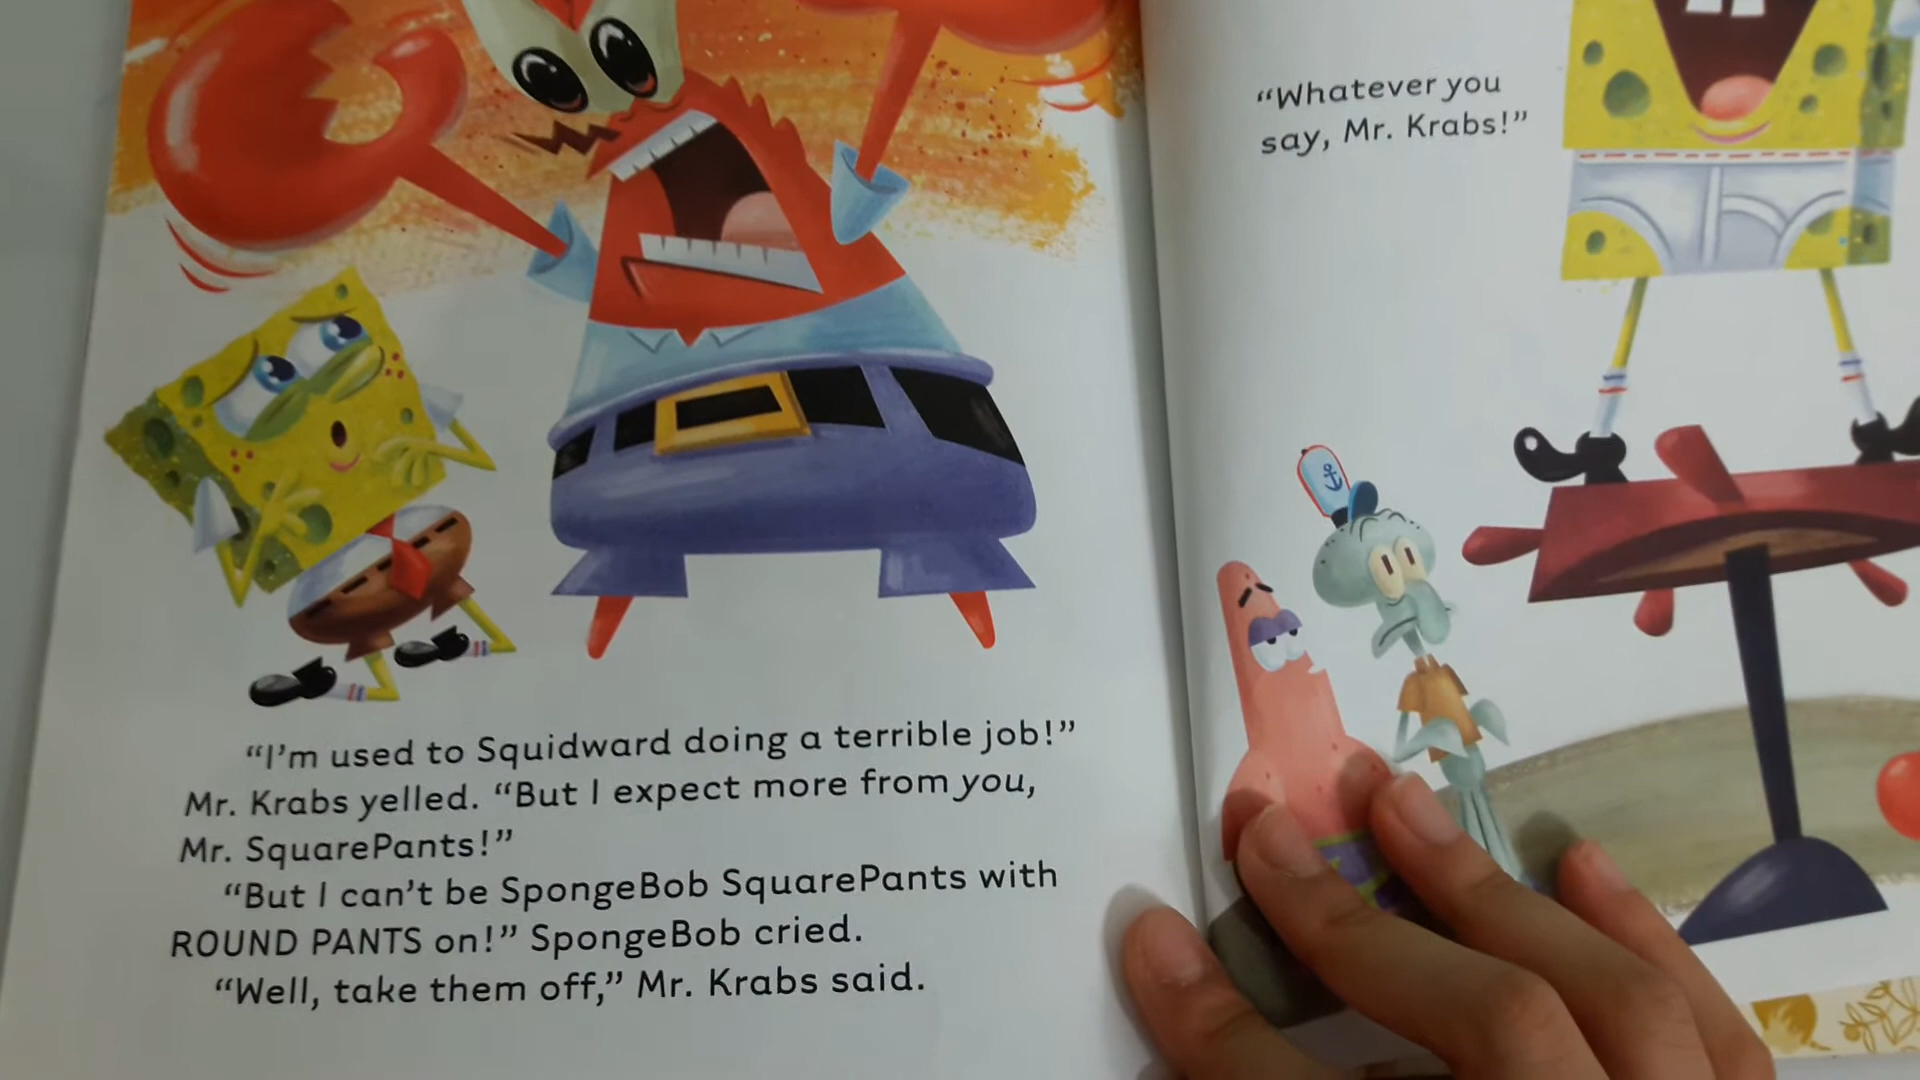 “I’m used to Squidward doing a terrible job!”
Mr. Krabs yelled. “But I expect more from you,
Mr. SquarePants!”
“But I can’t be SpongeBob SquarePants with
ROUND PANTS on!” SpongeBob cried.
“Well, take them off,” Mr. Krabs said.
“Whatever you
say, Mr. Krabs!”